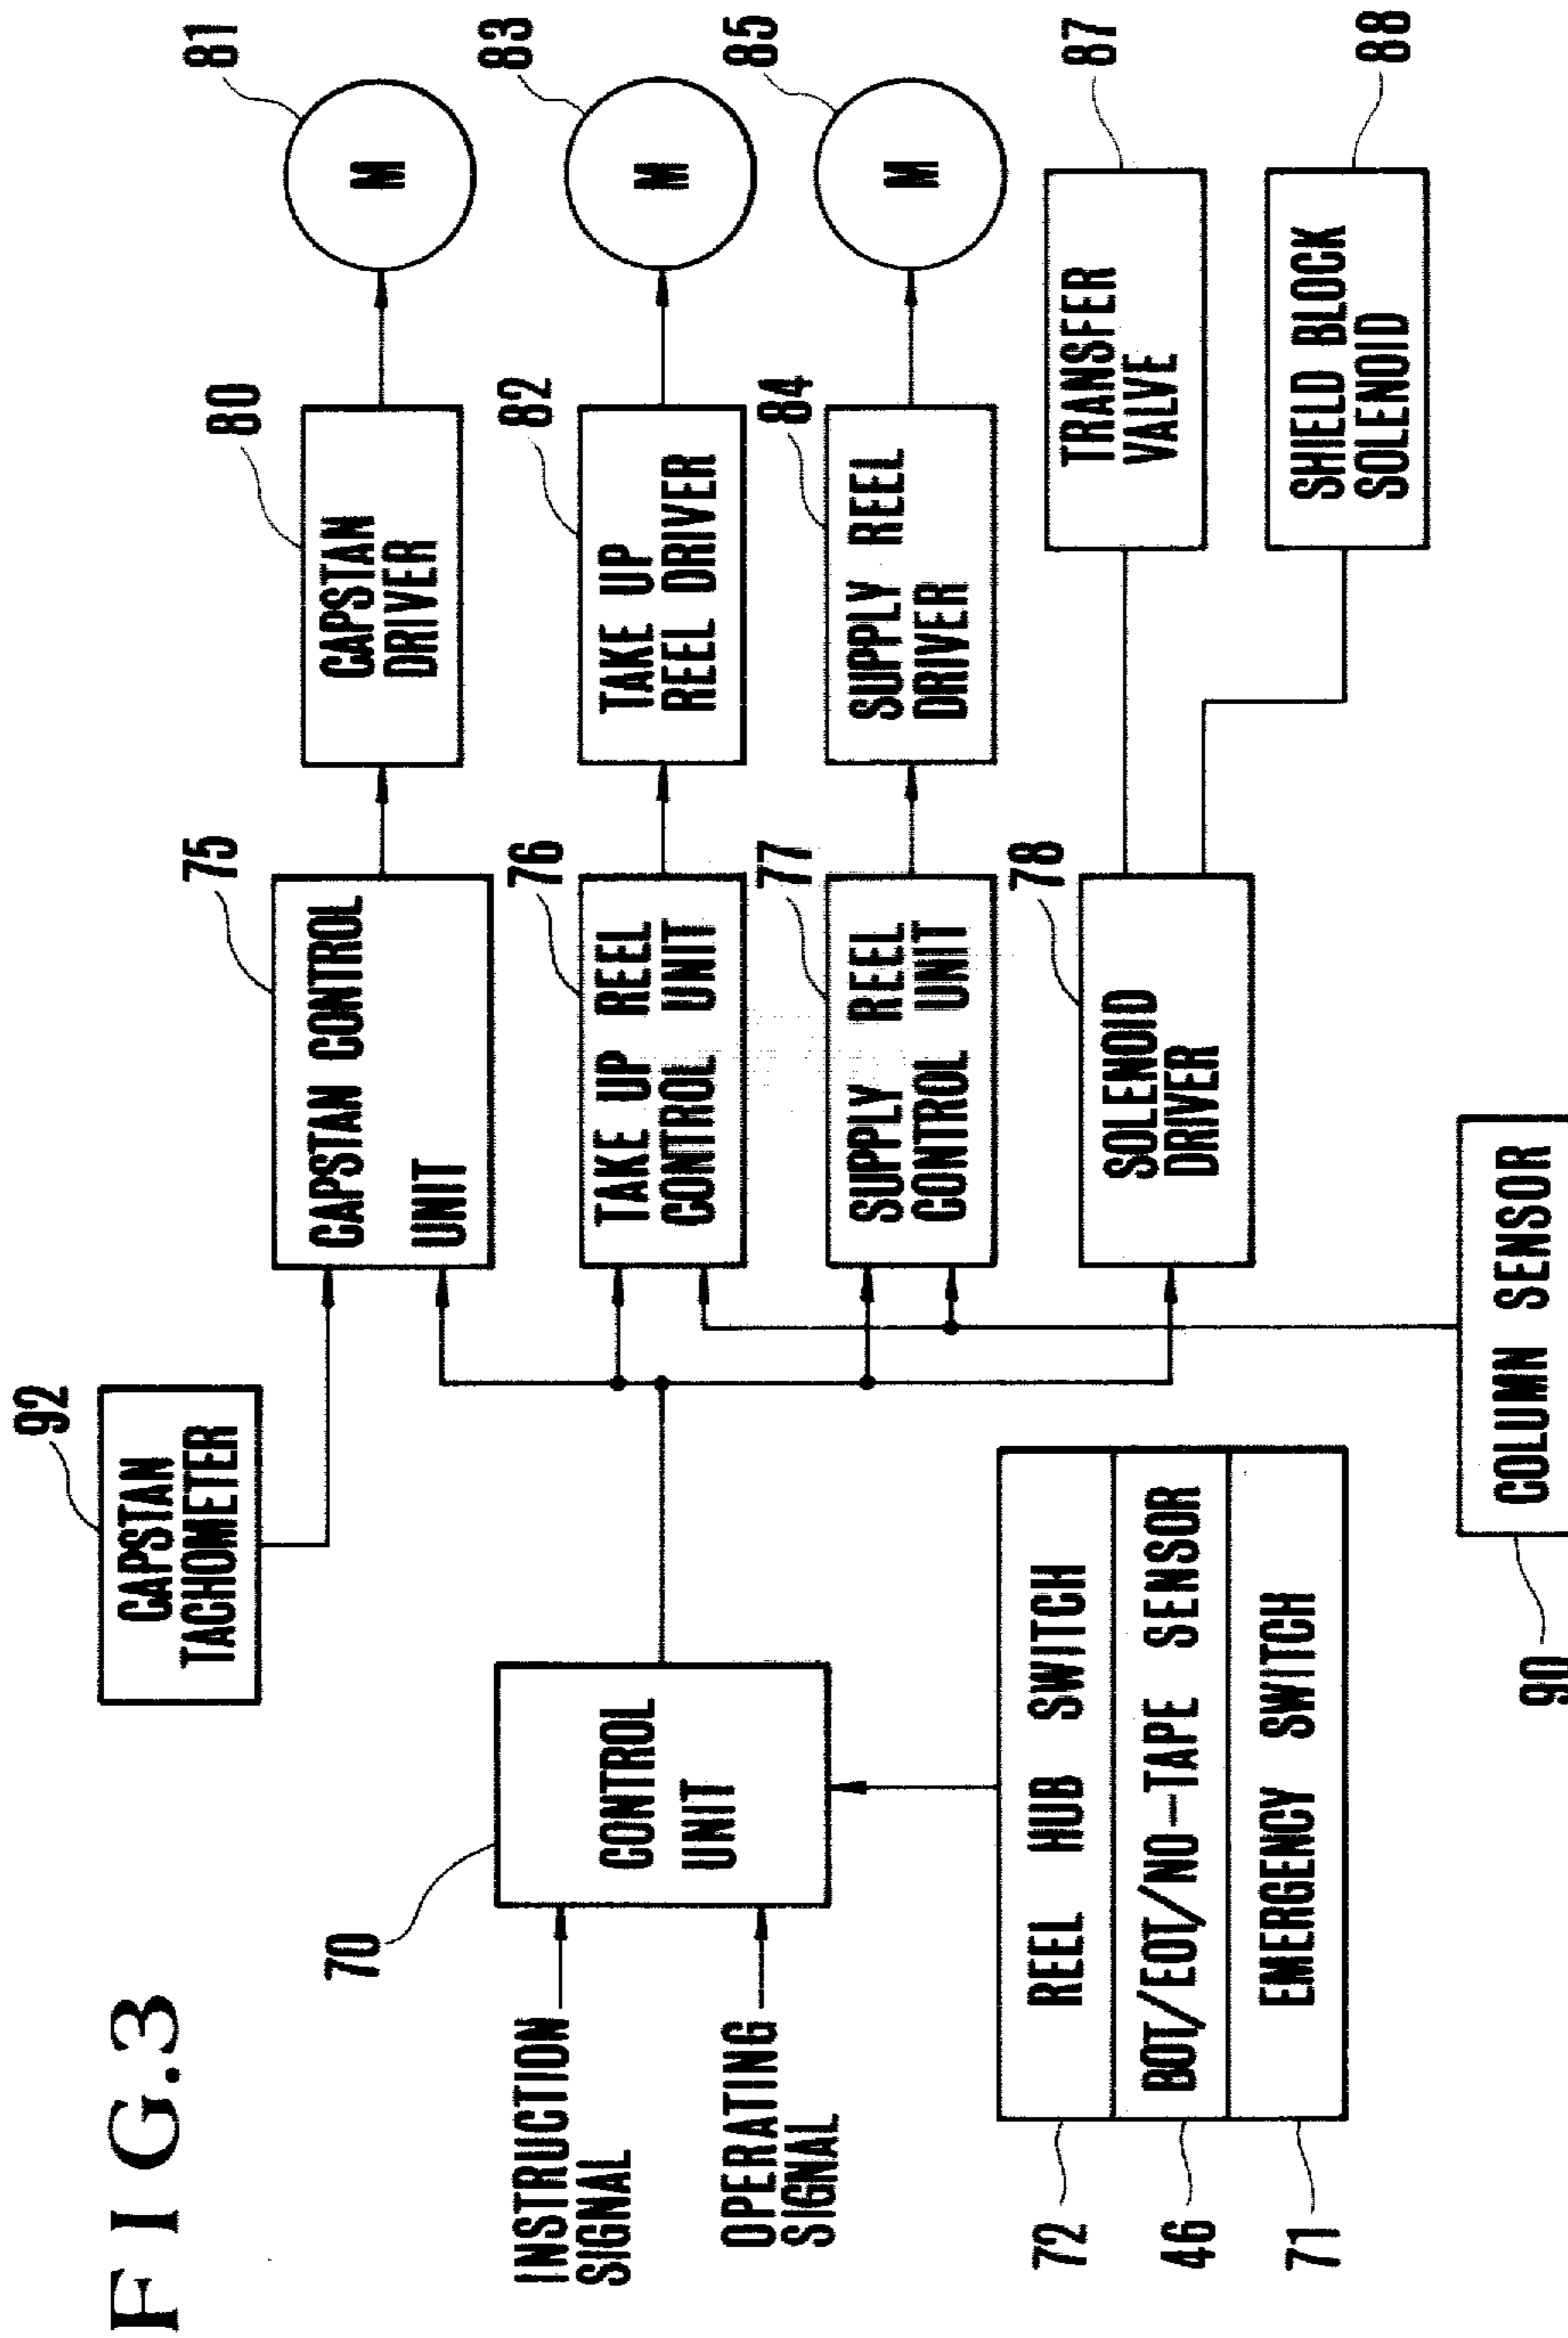 FIG.3
92
CAPSTAN
TACHOMETER
75
CAPSTAN CONTROL
UNIT
80
CAPSTAN
DRIVER
81
M
70
CONTROL
UNIT
INSTRUCTION
SIGNAL
OPERATING
SIGNAL
76
TAKE UP REEL
CONTROL UNIT
82
TAKE UP
REEL DRIVER
83
M
77
SUPPLY REEL
CONTROL UNIT
84
SUPPLY REEL
DRIVER
85
M
78
SOLENOID
DRIVER
TRANSFER
VALVE
87
SHIELD BLOCK
SOLENOID
88
72
REEL HUB SWITCH
46
BOT/EOT/NO-TAPE SENSOR
71
EMERGENCY SWITCH
COLUMN SENSOR
90